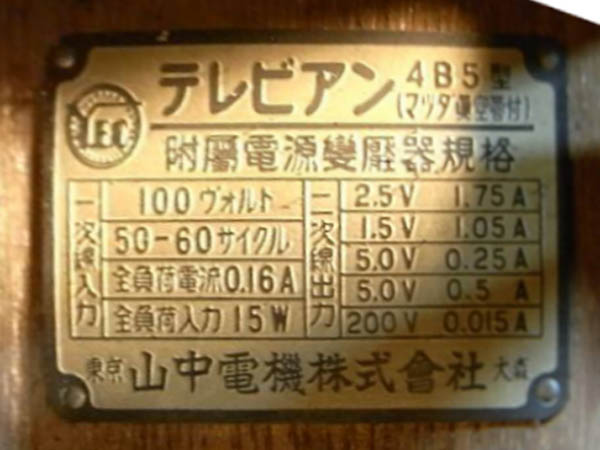 テレビアン 4B5型
(マツダ真空管付)
附屬電源變壓器規格
一次線入力
100ヴォルト
50-60サイクル
全負荷電流0.16A
全負荷入力15W
二次線出力
2.5V 1.75A
1.5V 1.05A
5.0V 0.25A
5.0V 0.5A
200V 0.015A
東京 山中電機株式會社 大森